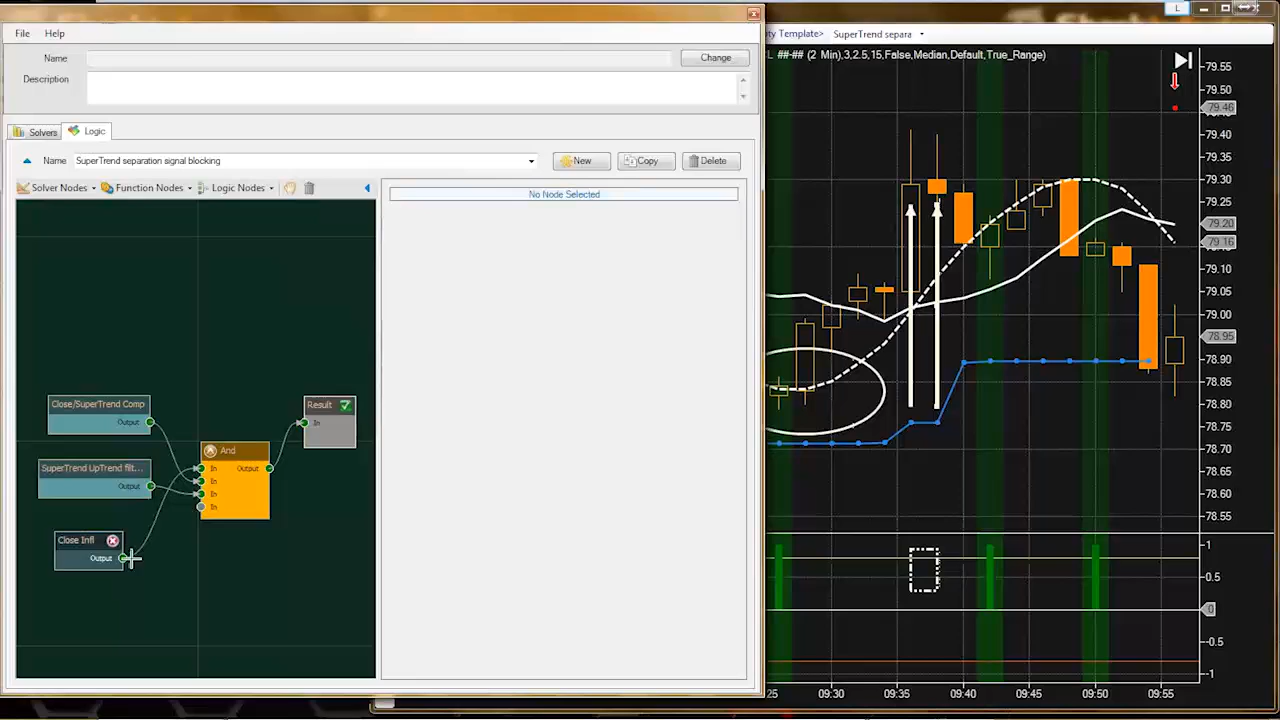 File Help
Name Change
Description
Solvers Logic
Name SuperTrend separation signal blocking New Copy Delete
Solver Nodes Function Nodes Logic Nodes
No Node Selected
Close/SuperTrend Comp
Output
SuperTrend UpTrend filt...
Output
Close Infl
Output
And
In Output
In
In
In
Result
In
L
ty Template> SuperTrend separa
## ## (2 Min),3,2.5,15,False,Median,Default,True_Range)
79.55
79.50
79.46
79.40
79.35
79.30
79.25
79.20
79.16
79.10
79.05
79.00
78.95
78.90
78.85
78.80
78.75
78.70
78.65
78.60
78.55
1
0.5
0
-0.5
-1
25 09:30 09:35 09:40 09:45 09:50 09:55